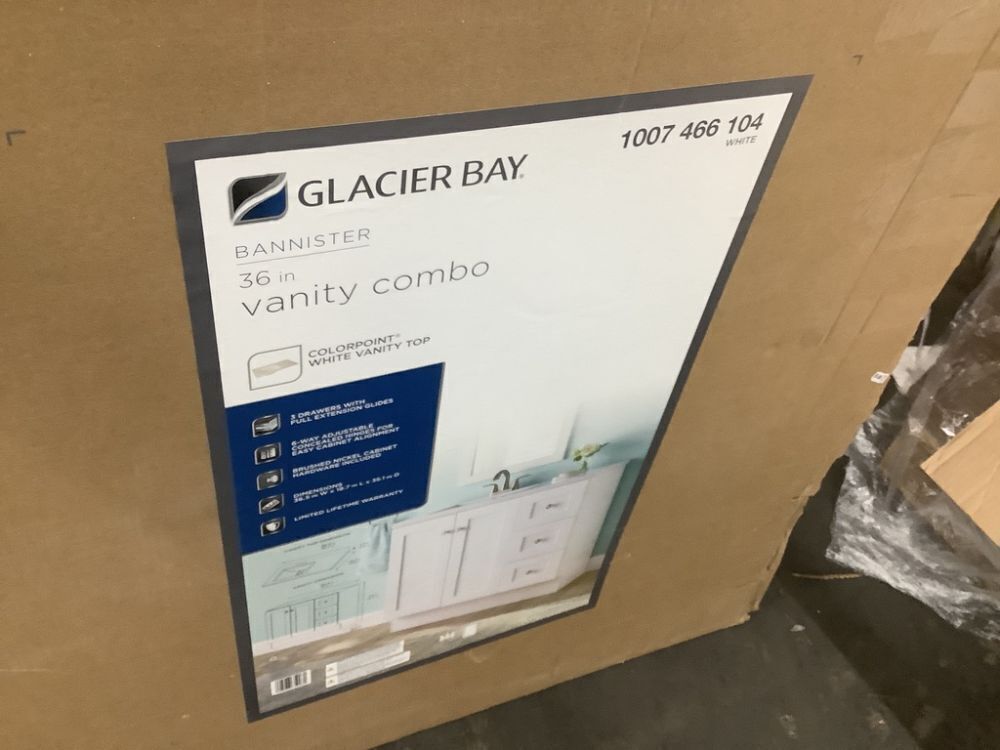 GLACIER BAY®
1007 466 104
WHITE
BANNISTER
36 in
vanity combo
COLORPOINT®
WHITE VANITY TOP
3 DRAWERS WITH
FULL EXTENSION GLIDES
6-WAY ADJUSTABLE
CONCEALED HINGES FOR
EASY CABINET ALIGNMENT
BRUSHED NICKEL CABINET
HARDWARE INCLUDED
DIMENSIONS
LIMITED LIFETIME WARRANTY